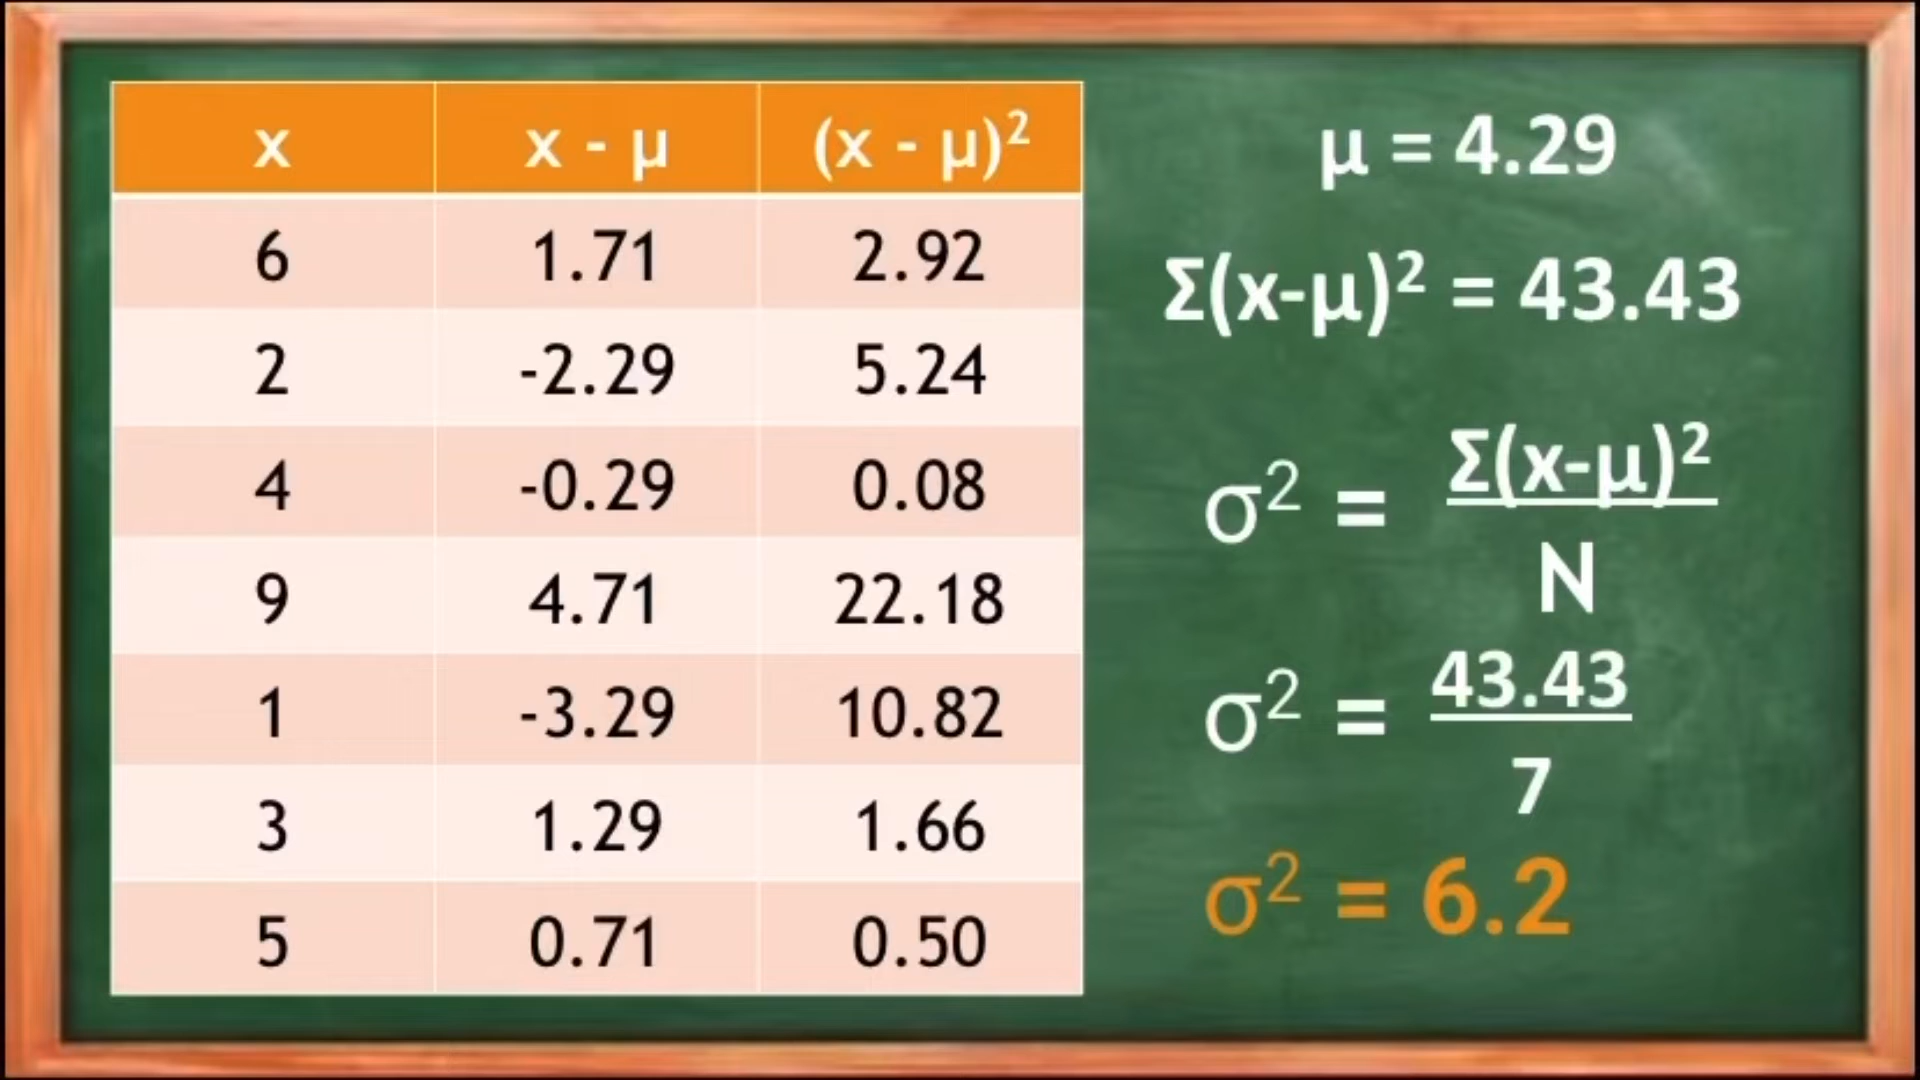 x x - µ (x - µ)²
6 1.71 2.92
2 -2.29 5.24
4 -0.29 0.08
9 4.71 22.18
1 -3.29 10.82
3 1.29 1.66
5 0.71 0.50
µ = 4.29
Σ(x-µ)² = 43.43
σ² = Σ(x-µ)²
N
σ² = 43.43
7
σ² = 6.2